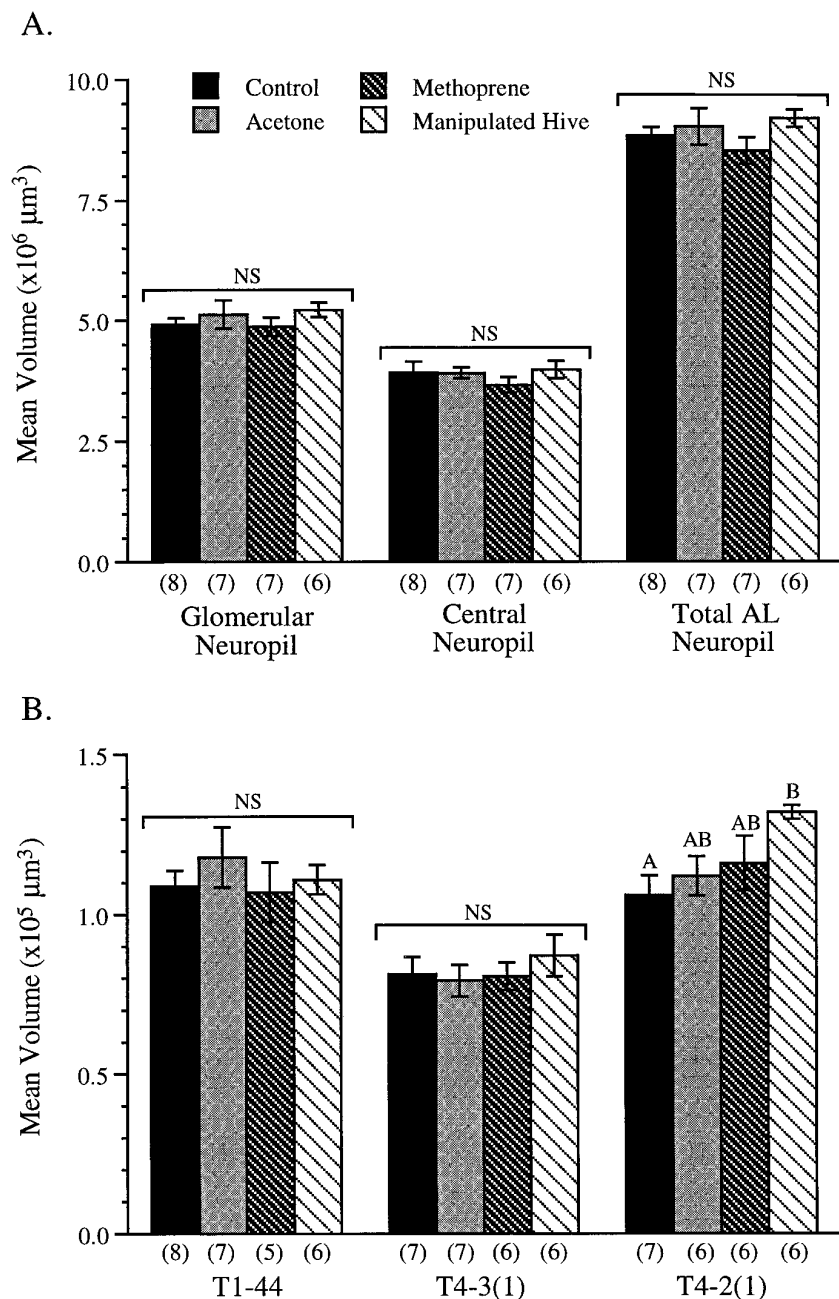 A.
Mean Volume (x10⁶ µm³)
10.0
7.5
5.0
2.5
0.0
Control
Methoprene
Acetone
Manipulated Hive
NS
NS
NS
(8) (7) (7) (6) (8) (7) (7) (6) (8) (7) (7) (6)
Glomerular Central Total AL
Neuropil Neuropil Neuropil
B.
Mean Volume (x10⁵ µm³)
1.5
1.0
0.5
0.0
NS
NS
A AB AB B
(8) (7) (5) (6) (7) (7) (6) (6) (7) (6) (6) (6)
T1-44 T4-3(1) T4-2(1)